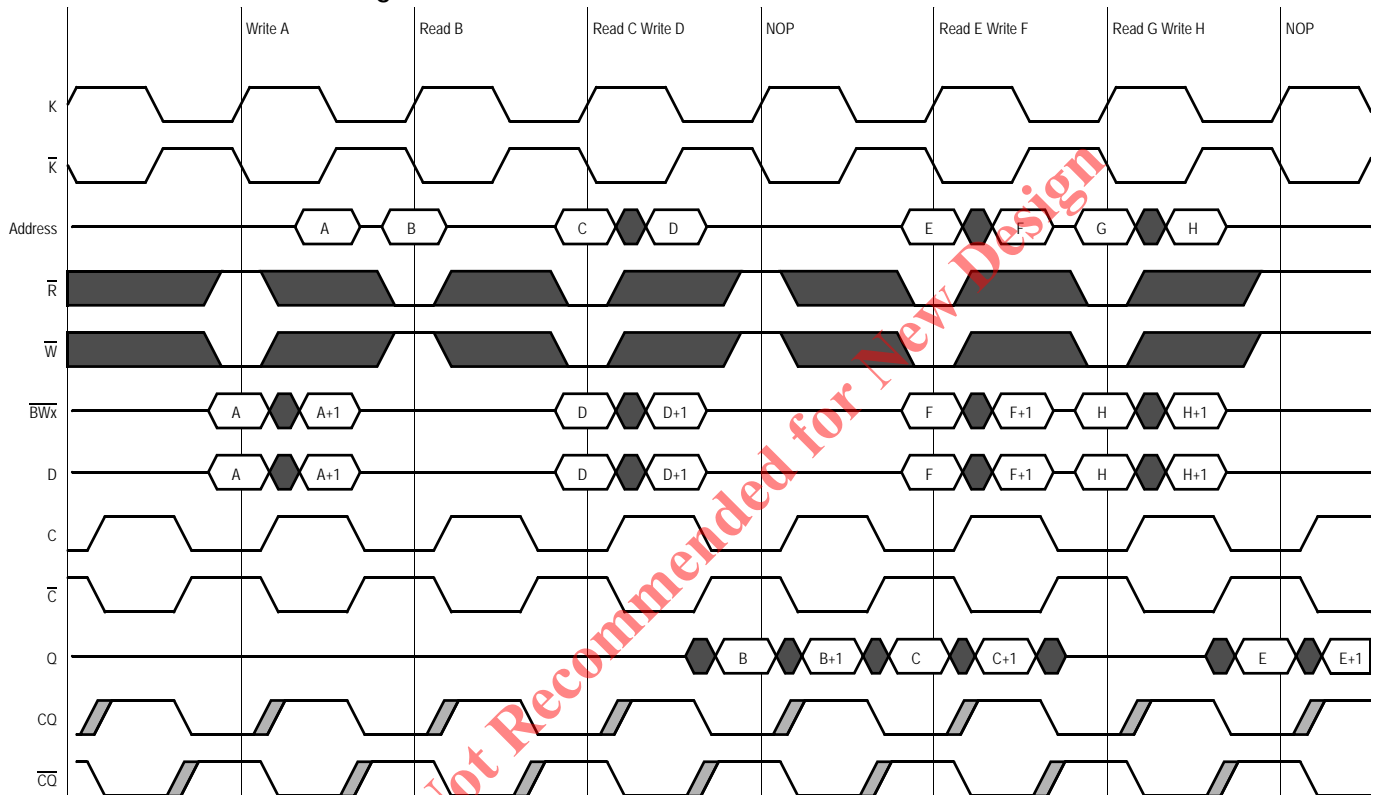 Write A Read B Read C Write D NOP Read E Write F Read G Write H NOP
K
K
Address A B C D E F G H
R
W
BWx A A+1 D D+1 F F+1 H H+1
D A A+1 D D+1 F F+1 H H+1
C
C
Q B B+1 C C+1 E E+1
CQ
CQ
Not Recommended for New Design